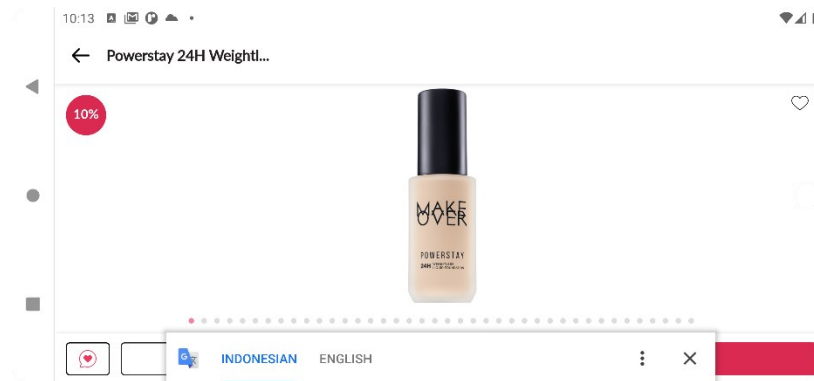 10:13
Powerstay 24H Weightl...
10%
MAKE
OVER
POWERSTAY
24H
INDONESIAN ENGLISH